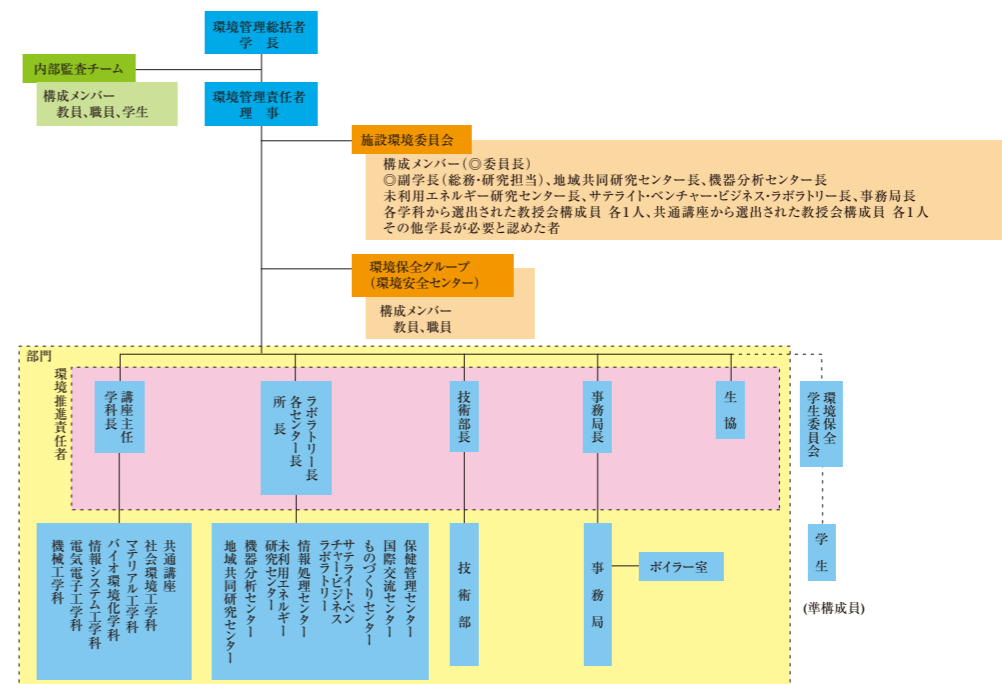 環境管理総括者
学 長
内部監査チーム
構成メンバー
教員、職員、学生
環境管理責任者
理 事
施設環境委員会
構成メンバー(◎委員長)
◎副学長(総務・研究担当)、地域共同研究センター長、機器分析センター長
未利用エネルギー研究センター長、サテライト・ベンチャー・ビジネス・ラボラトリー長、事務局長
各学科から選出された教授会構成員 各1人、共通講座から選出された教授会構成員 各1人
その他学長が必要と認めた者
環境保全グループ
(環境安全センター)
構成メンバー
教員、職員
部門
環境推進責任者
講座主任
学科長
ラボラトリー長
各センター長
所 長
技術部長
事務局長
生 協
環境保全
学生委員会
共通講座
社会環境工学科
マテリアル工学科
バイオ環境化学科
情報システム工学科
電気電子工学科
機械工学科
保健管理センター
国際交流センター
ものづくりセンター
サテライト・ベン
チャー・ビジネス
ラボラトリー
情報処理センター
未利用エネルギー
研究センター
機器分析センター
地域共同研究センター
技 術 部
事 務 局
ボイラー室
学 生
(準構成員)